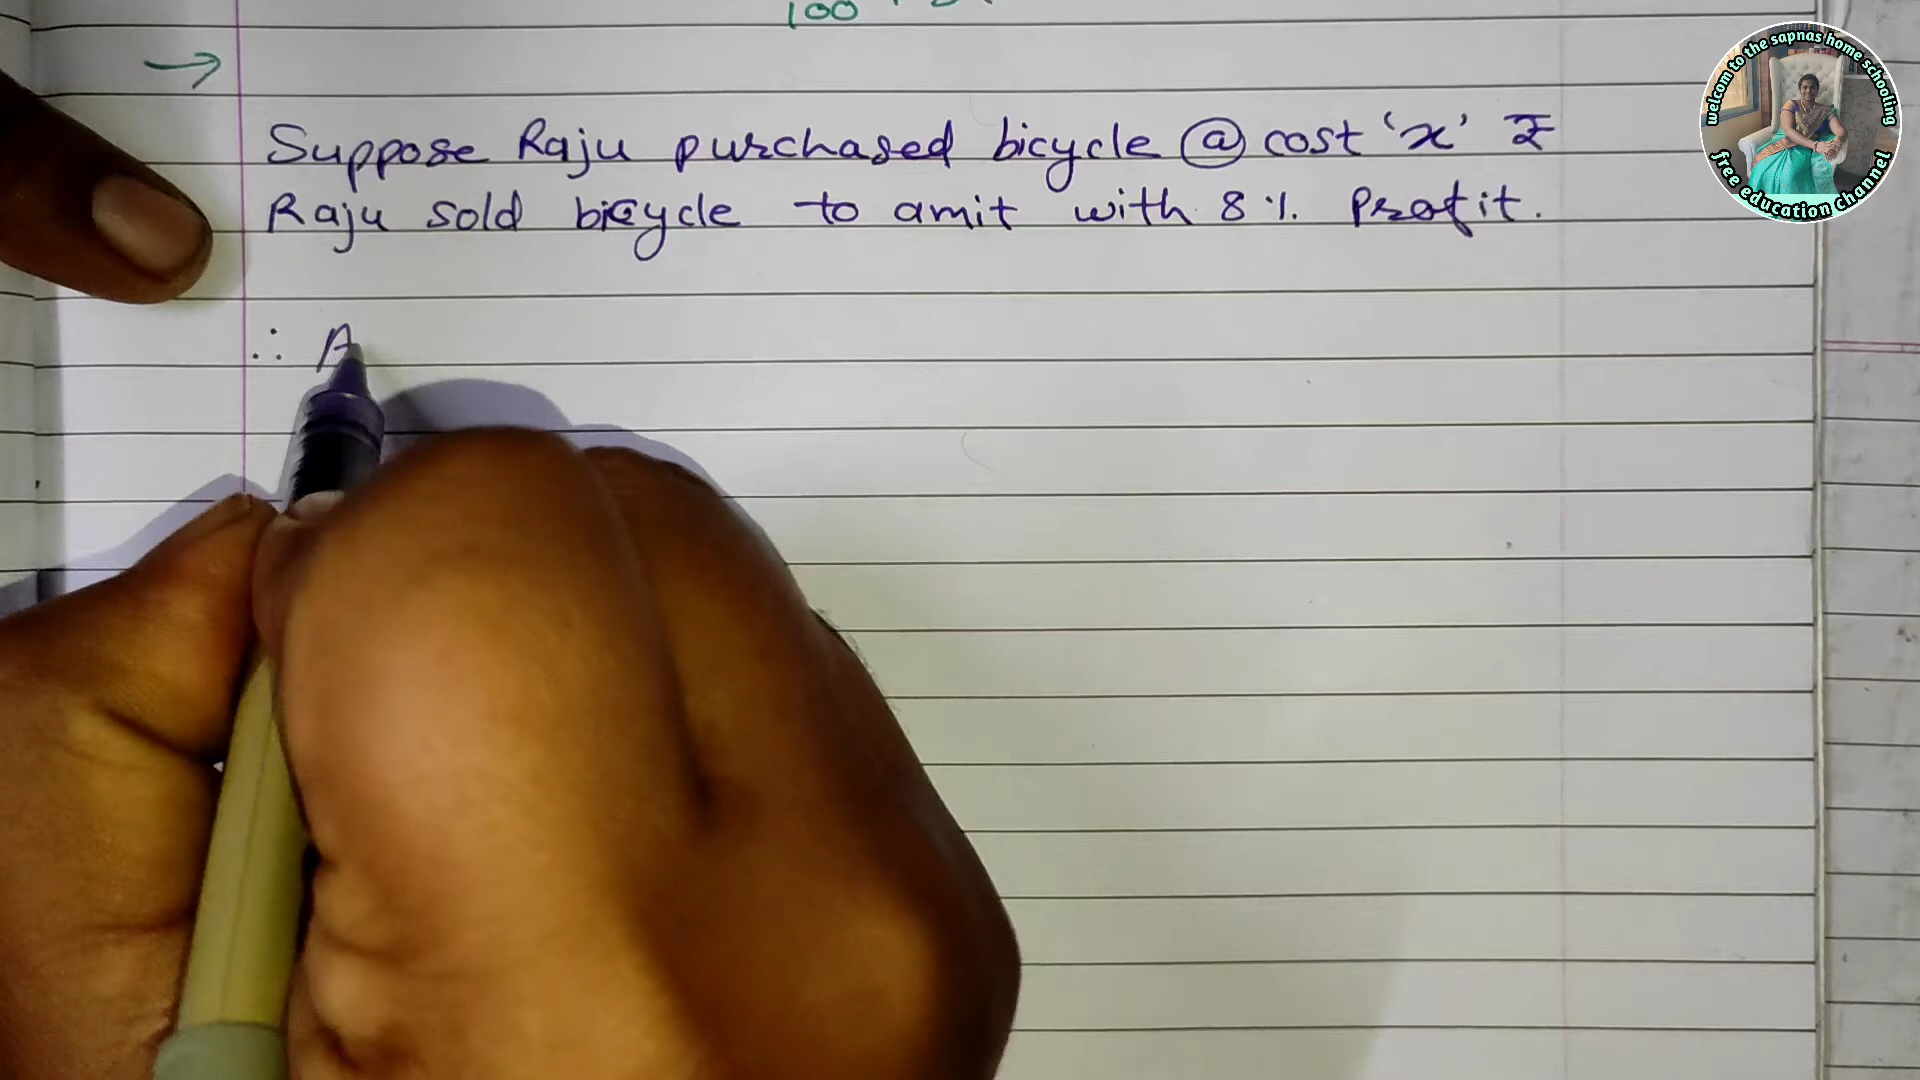 100
→
Suppose Raju purchased bicycle @ cost 'x' ₹
Raju sold bicycle to amit with 8 %. Profit.
∴ A
welcom to the sapnas home schooling
free education channel